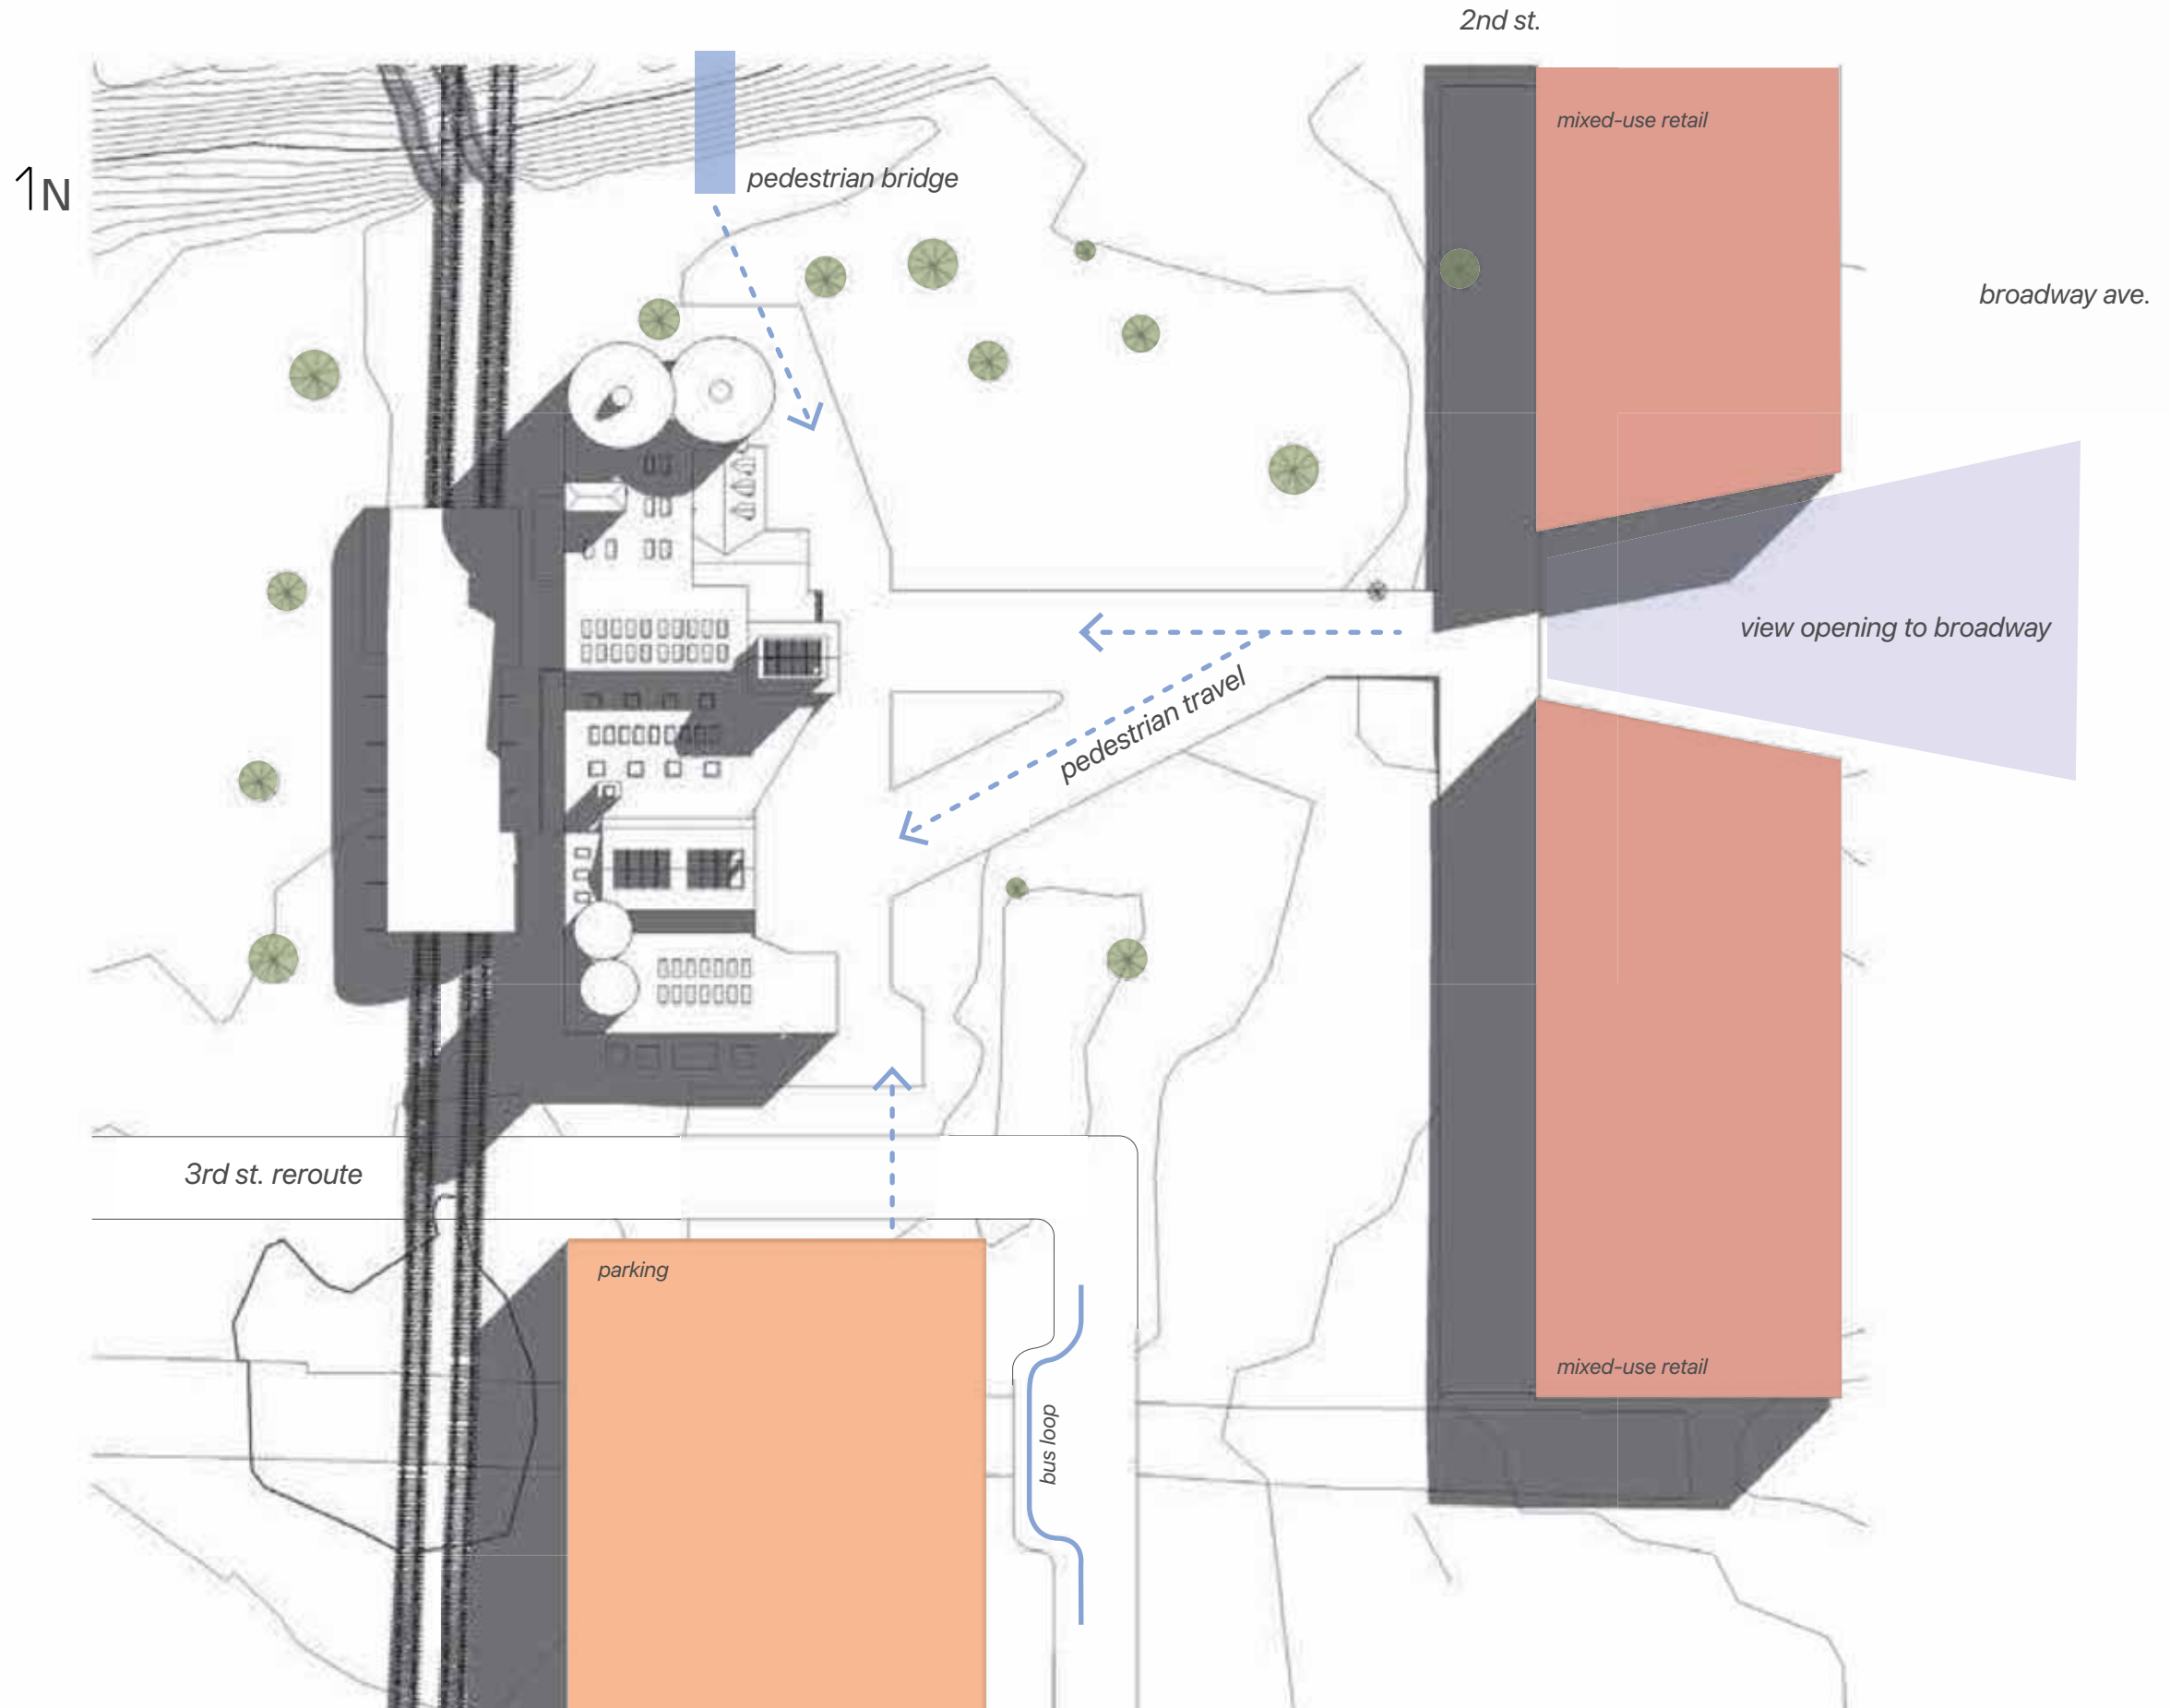 2nd st.
mixed-use retail
N
pedestrian bridge
broadway ave.
view opening to broadway
pedestrian travel
3rd st. reroute
parking
mixed-use retail
bus loop